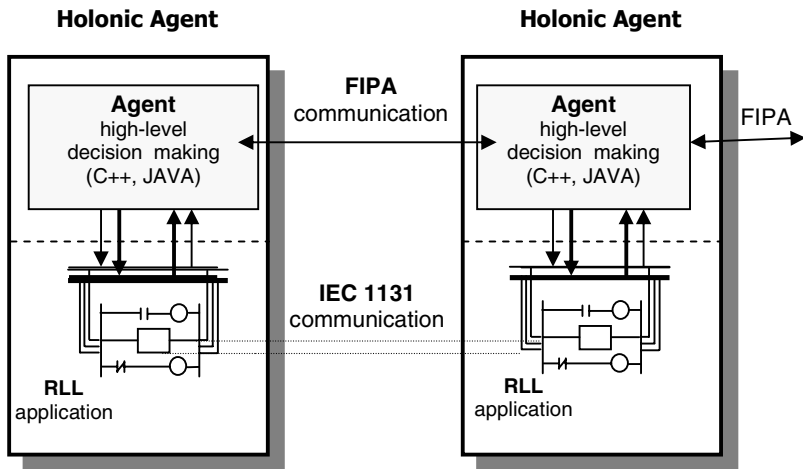 Holonic Agent
Holonic Agent
Agent
high-level
decision making
(C++, JAVA)
FIPA
communication
Agent
high-level
decision making
(C++, JAVA)
FIPA
IEC 1131
communication
RLL
application
RLL
application